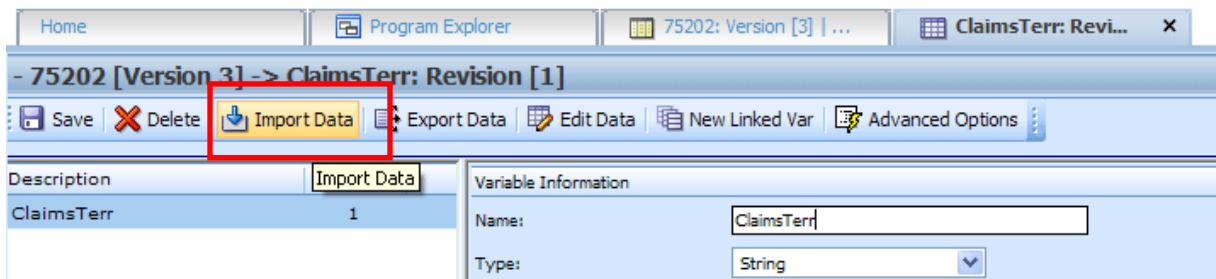 Home Program Explorer 75202: Version [3] | ... ClaimsTerr: Revi... x
- 75202 [Version 3] -> ClaimsTerr: Revision [1]
Save Delete Import Data Export Data Edit Data New Linked Var Advanced Options
Description Import Data Variable Information
ClaimsTerr 1 Name: ClaimsTerr
Type: String